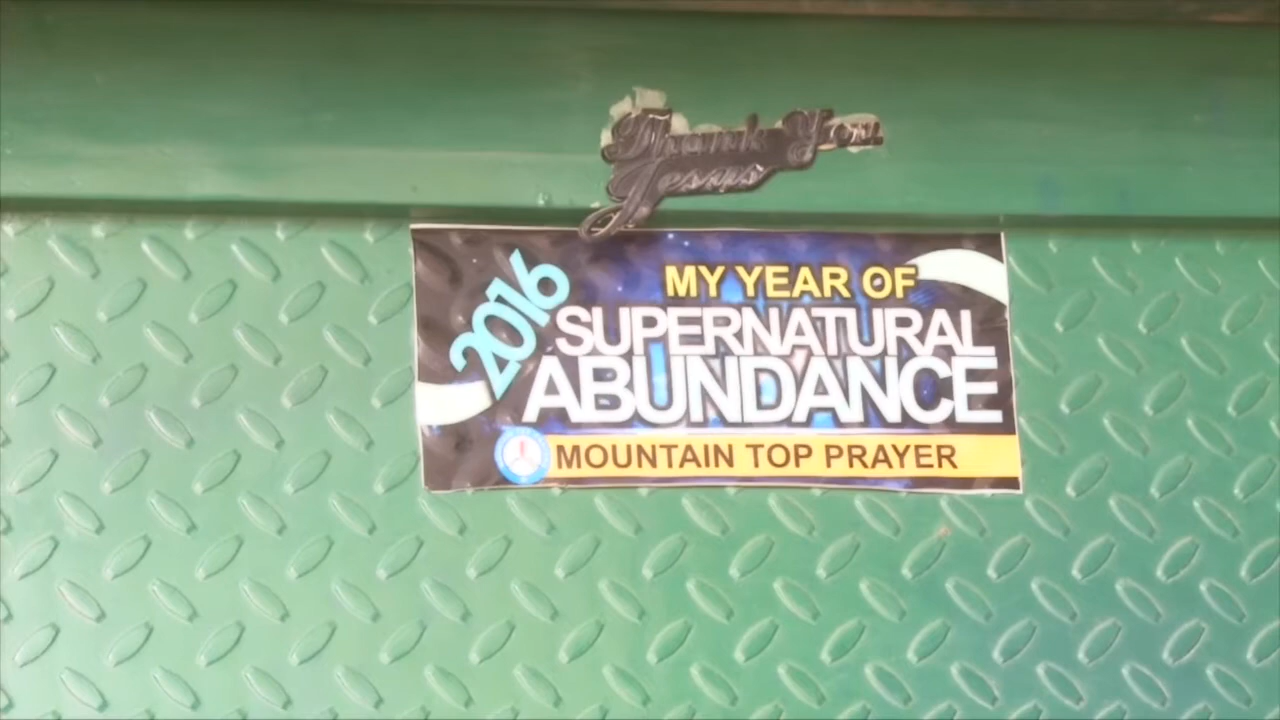 Thank You
Jesus
2016
MY YEAR OF
SUPERNATURAL
ABUNDANCE
MOUNTAIN TOP PRAYER